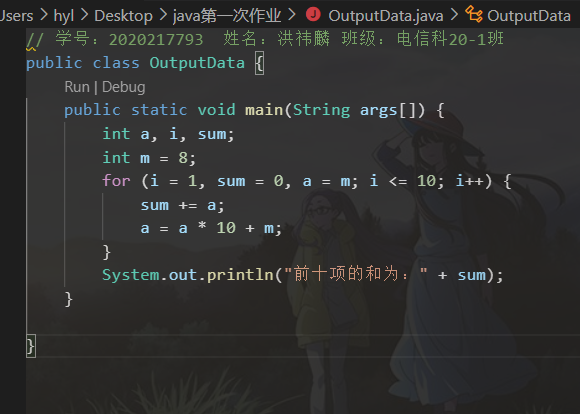 Users > hyl > Desktop > java第一次作业 > J OutputData.java > OutputData
// 学号：2020217793 姓名：洪祎麟 班级：电信科20-1班
public class OutputData {
Run | Debug
public static void main(String args[]) {
int a, i, sum;
int m = 8;
for (i = 1, sum = 0, a = m; i <= 10; i++) {
sum += a;
a = a * 10 + m;
}
System.out.println("前十项的和为：" + sum);
}
}